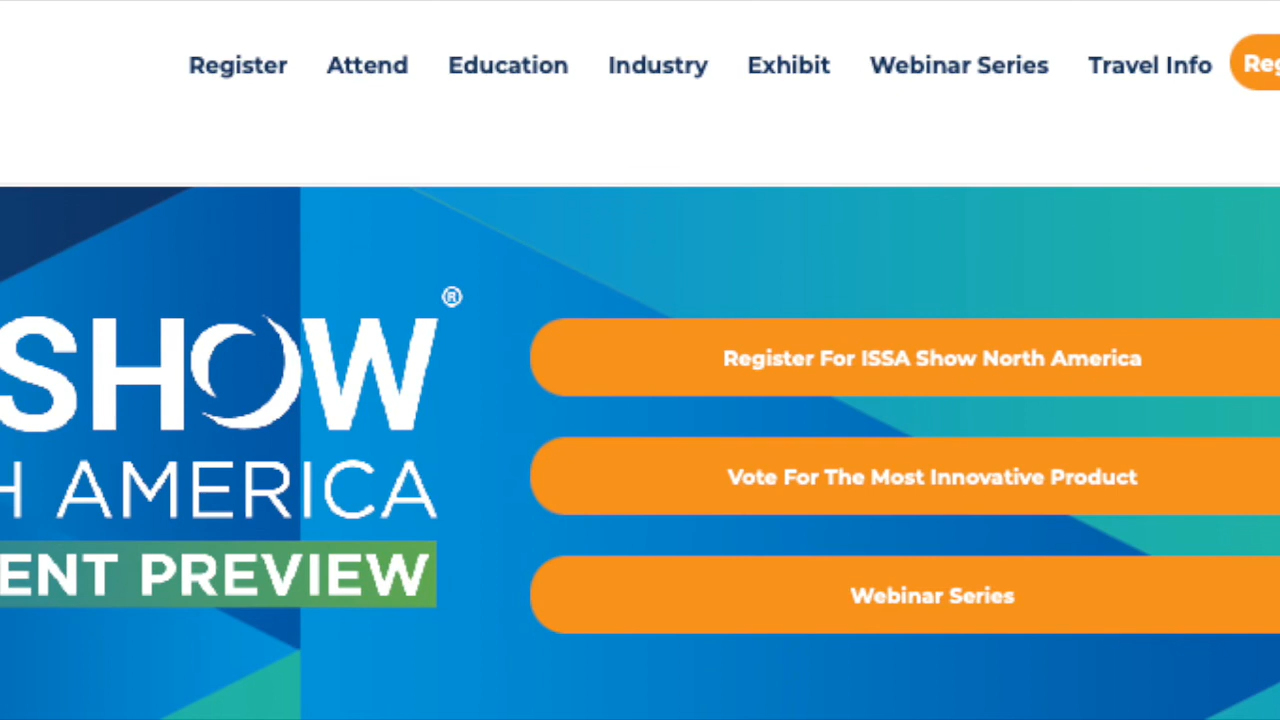 Register Attend Education Industry Exhibit Webinar Series Travel Info Reg
SHOW®
H AMERICA
ENT PREVIEW
Register For ISSA Show North America
Vote For The Most Innovative Product
Webinar Series